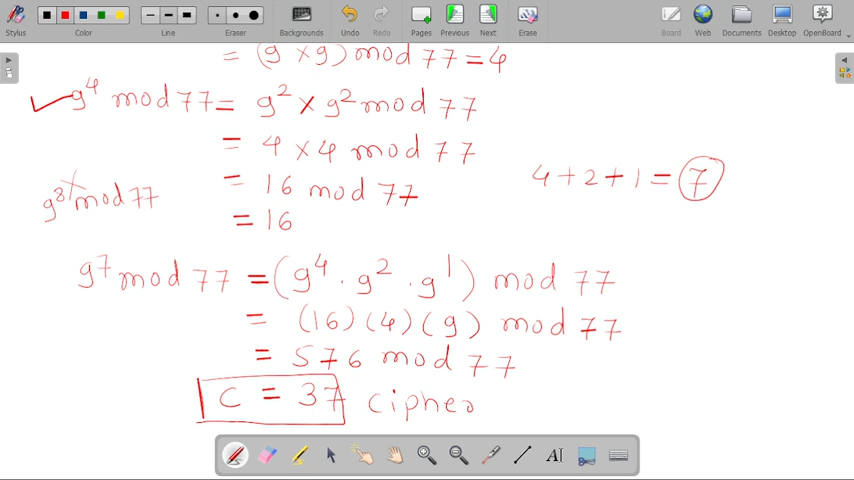 Stylus Color Line Eraser Backgrounds Undo Redo Pages Previous Next Erase Board Web Documents Desktop OpenBoard
= (9 × 9) mod 77 = 4
9⁴ mod 77 = 9² × 9² mod 77
= 4 × 4 mod 77
4 + 2 + 1 = 7
9⁸ mod 77
= 16 mod 77
= 16
9⁷ mod 77 = (9⁴ · 9² · 9¹) mod 77
= (16) (4) (9) mod 77
= 576 mod 77
C = 37 cipher